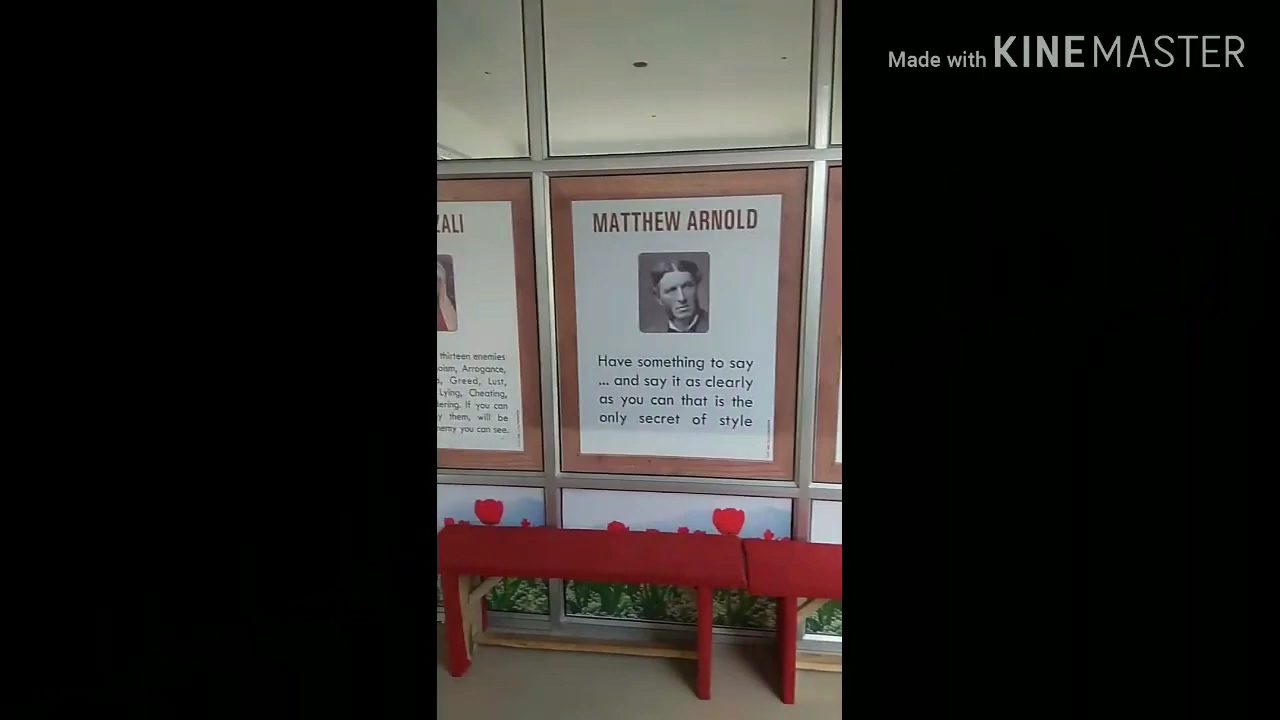 Made with KINEMASTER
ZALI
thirteen enemies
Arrogance,
Greed, Lust,
Lying, Cheating,
If you can
them, will be
you can see.
MATTHEW ARNOLD
Have something to say
... and say it as clearly
as you can that is the
only secret of style